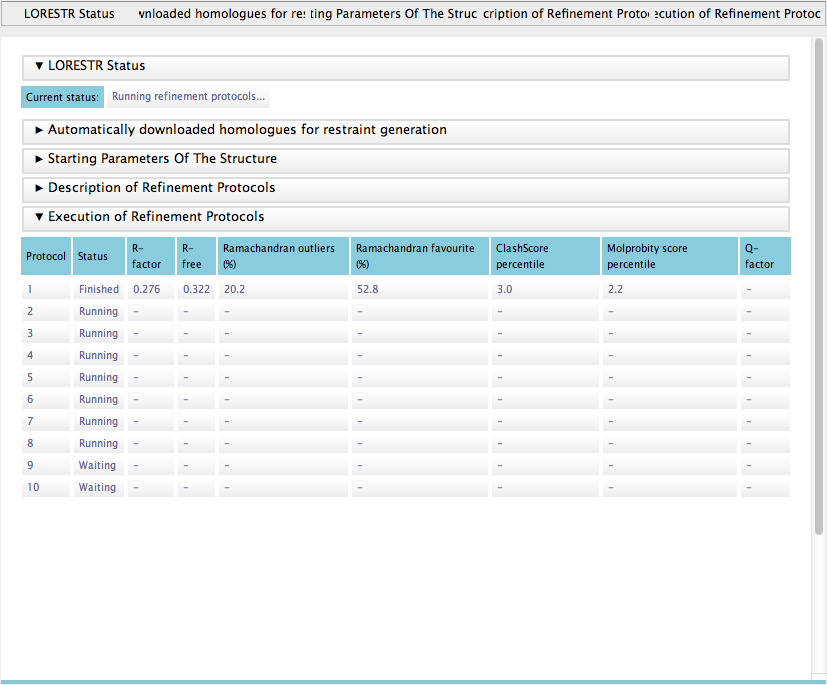 LORESTR Status wnloaded homologues for res ting Parameters Of The Struc cription of Refinement Proto ecution of Refinement Protoc
▼ LORESTR Status
Current status: Running refinement protocols...
► Automatically downloaded homologues for restraint generation
► Starting Parameters Of The Structure
► Description of Refinement Protocols
▼ Execution of Refinement Protocols
Protocol Status R- Ramachandran outliers Ramachandran favourite ClashScore Molprobity score Q-
factor R-
free (%) (%) percentile percentile factor
1 Finished 0.276 0.322 20.2 52.8 3.0 2.2 –
2 Running – – – – – – –
3 Running – – – – – – –
4 Running – – – – – – –
5 Running – – – – – – –
6 Running – – – – – – –
7 Running – – – – – – –
8 Running – – – – – – –
9 Waiting – – – – – – –
10 Waiting – – – – – – –